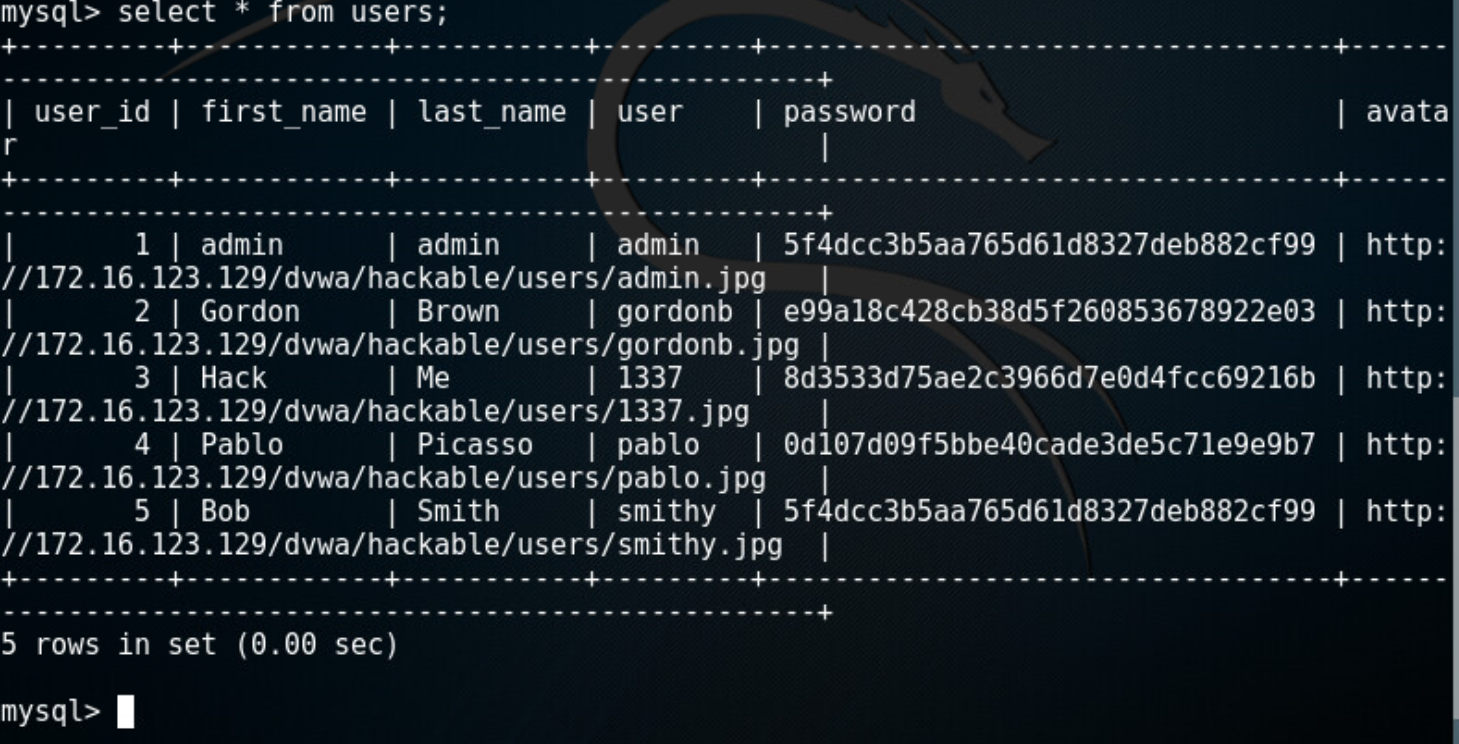 mysql> select * from users;
+---------+------------+-----------+---------+----------------------------------+------
--------------------------------------------------+
| user_id | first_name | last_name | user    | password                         | avata
r                                                 |
+---------+------------+-----------+---------+----------------------------------+------
--------------------------------------------------+
|       1 | admin      | admin     | admin   | 5f4dcc3b5aa765d61d8327deb882cf99 | http:
//172.16.123.129/dvwa/hackable/users/admin.jpg    |
|       2 | Gordon     | Brown     | gordonb | e99a18c428cb38d5f260853678922e03 | http:
//172.16.123.129/dvwa/hackable/users/gordonb.jpg |
|       3 | Hack       | Me        | 1337    | 8d3533d75ae2c3966d7e0d4fcc69216b | http:
//172.16.123.129/dvwa/hackable/users/1337.jpg     |
|       4 | Pablo      | Picasso   | pablo   | 0d107d09f5bbe40cade3de5c71e9e9b7 | http:
//172.16.123.129/dvwa/hackable/users/pablo.jpg    |
|       5 | Bob        | Smith     | smithy  | 5f4dcc3b5aa765d61d8327deb882cf99 | http:
//172.16.123.129/dvwa/hackable/users/smithy.jpg   |
+---------+------------+-----------+---------+----------------------------------+------
--------------------------------------------------+
5 rows in set (0.00 sec)
mysql>